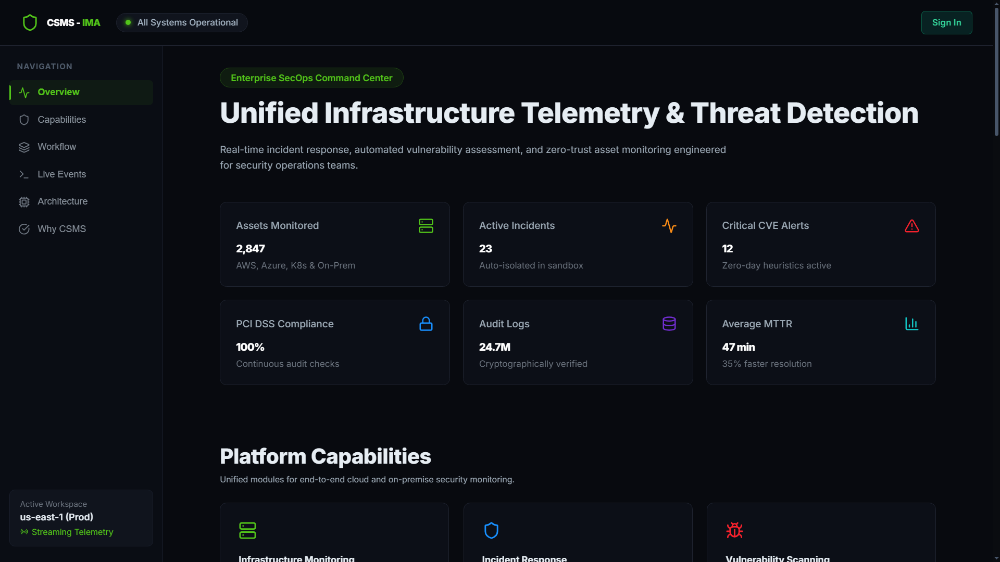 CSMS - IMA
All Systems Operational
Sign In
NAVIGATION
Overview
Capabilities
Workflow
Live Events
Architecture
Why CSMS
Active Workspace
us-east-1 (Prod)
Streaming Telemetry
Enterprise SecOps Command Center
Unified Infrastructure Telemetry & Threat Detection
Real-time incident response, automated vulnerability assessment, and zero-trust asset monitoring engineered
for security operations teams.
Assets Monitored
2,847
AWS, Azure, K8s & On-Prem
Active Incidents
23
Auto-isolated in sandbox
Critical CVE Alerts
12
Zero-day heuristics active
PCI DSS Compliance
100%
Continuous audit checks
Audit Logs
24.7M
Cryptographically verified
Average MTTR
47 min
35% faster resolution
Platform Capabilities
Unified modules for end-to-end cloud and on-premise security monitoring.
Infrastructure Monitoring
Incident Response
Vulnerability Scanning